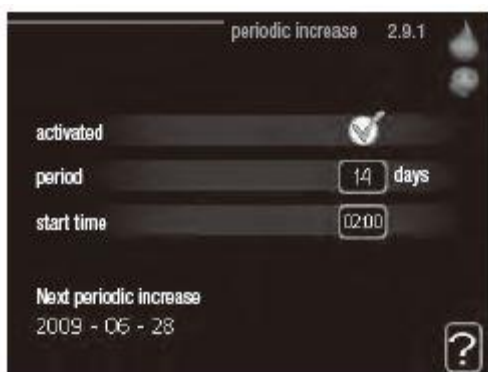 periodic increase 2.9.1
activated
period 14 days
start time 02:00
Next periodic increase
2009 - 06 - 28
?